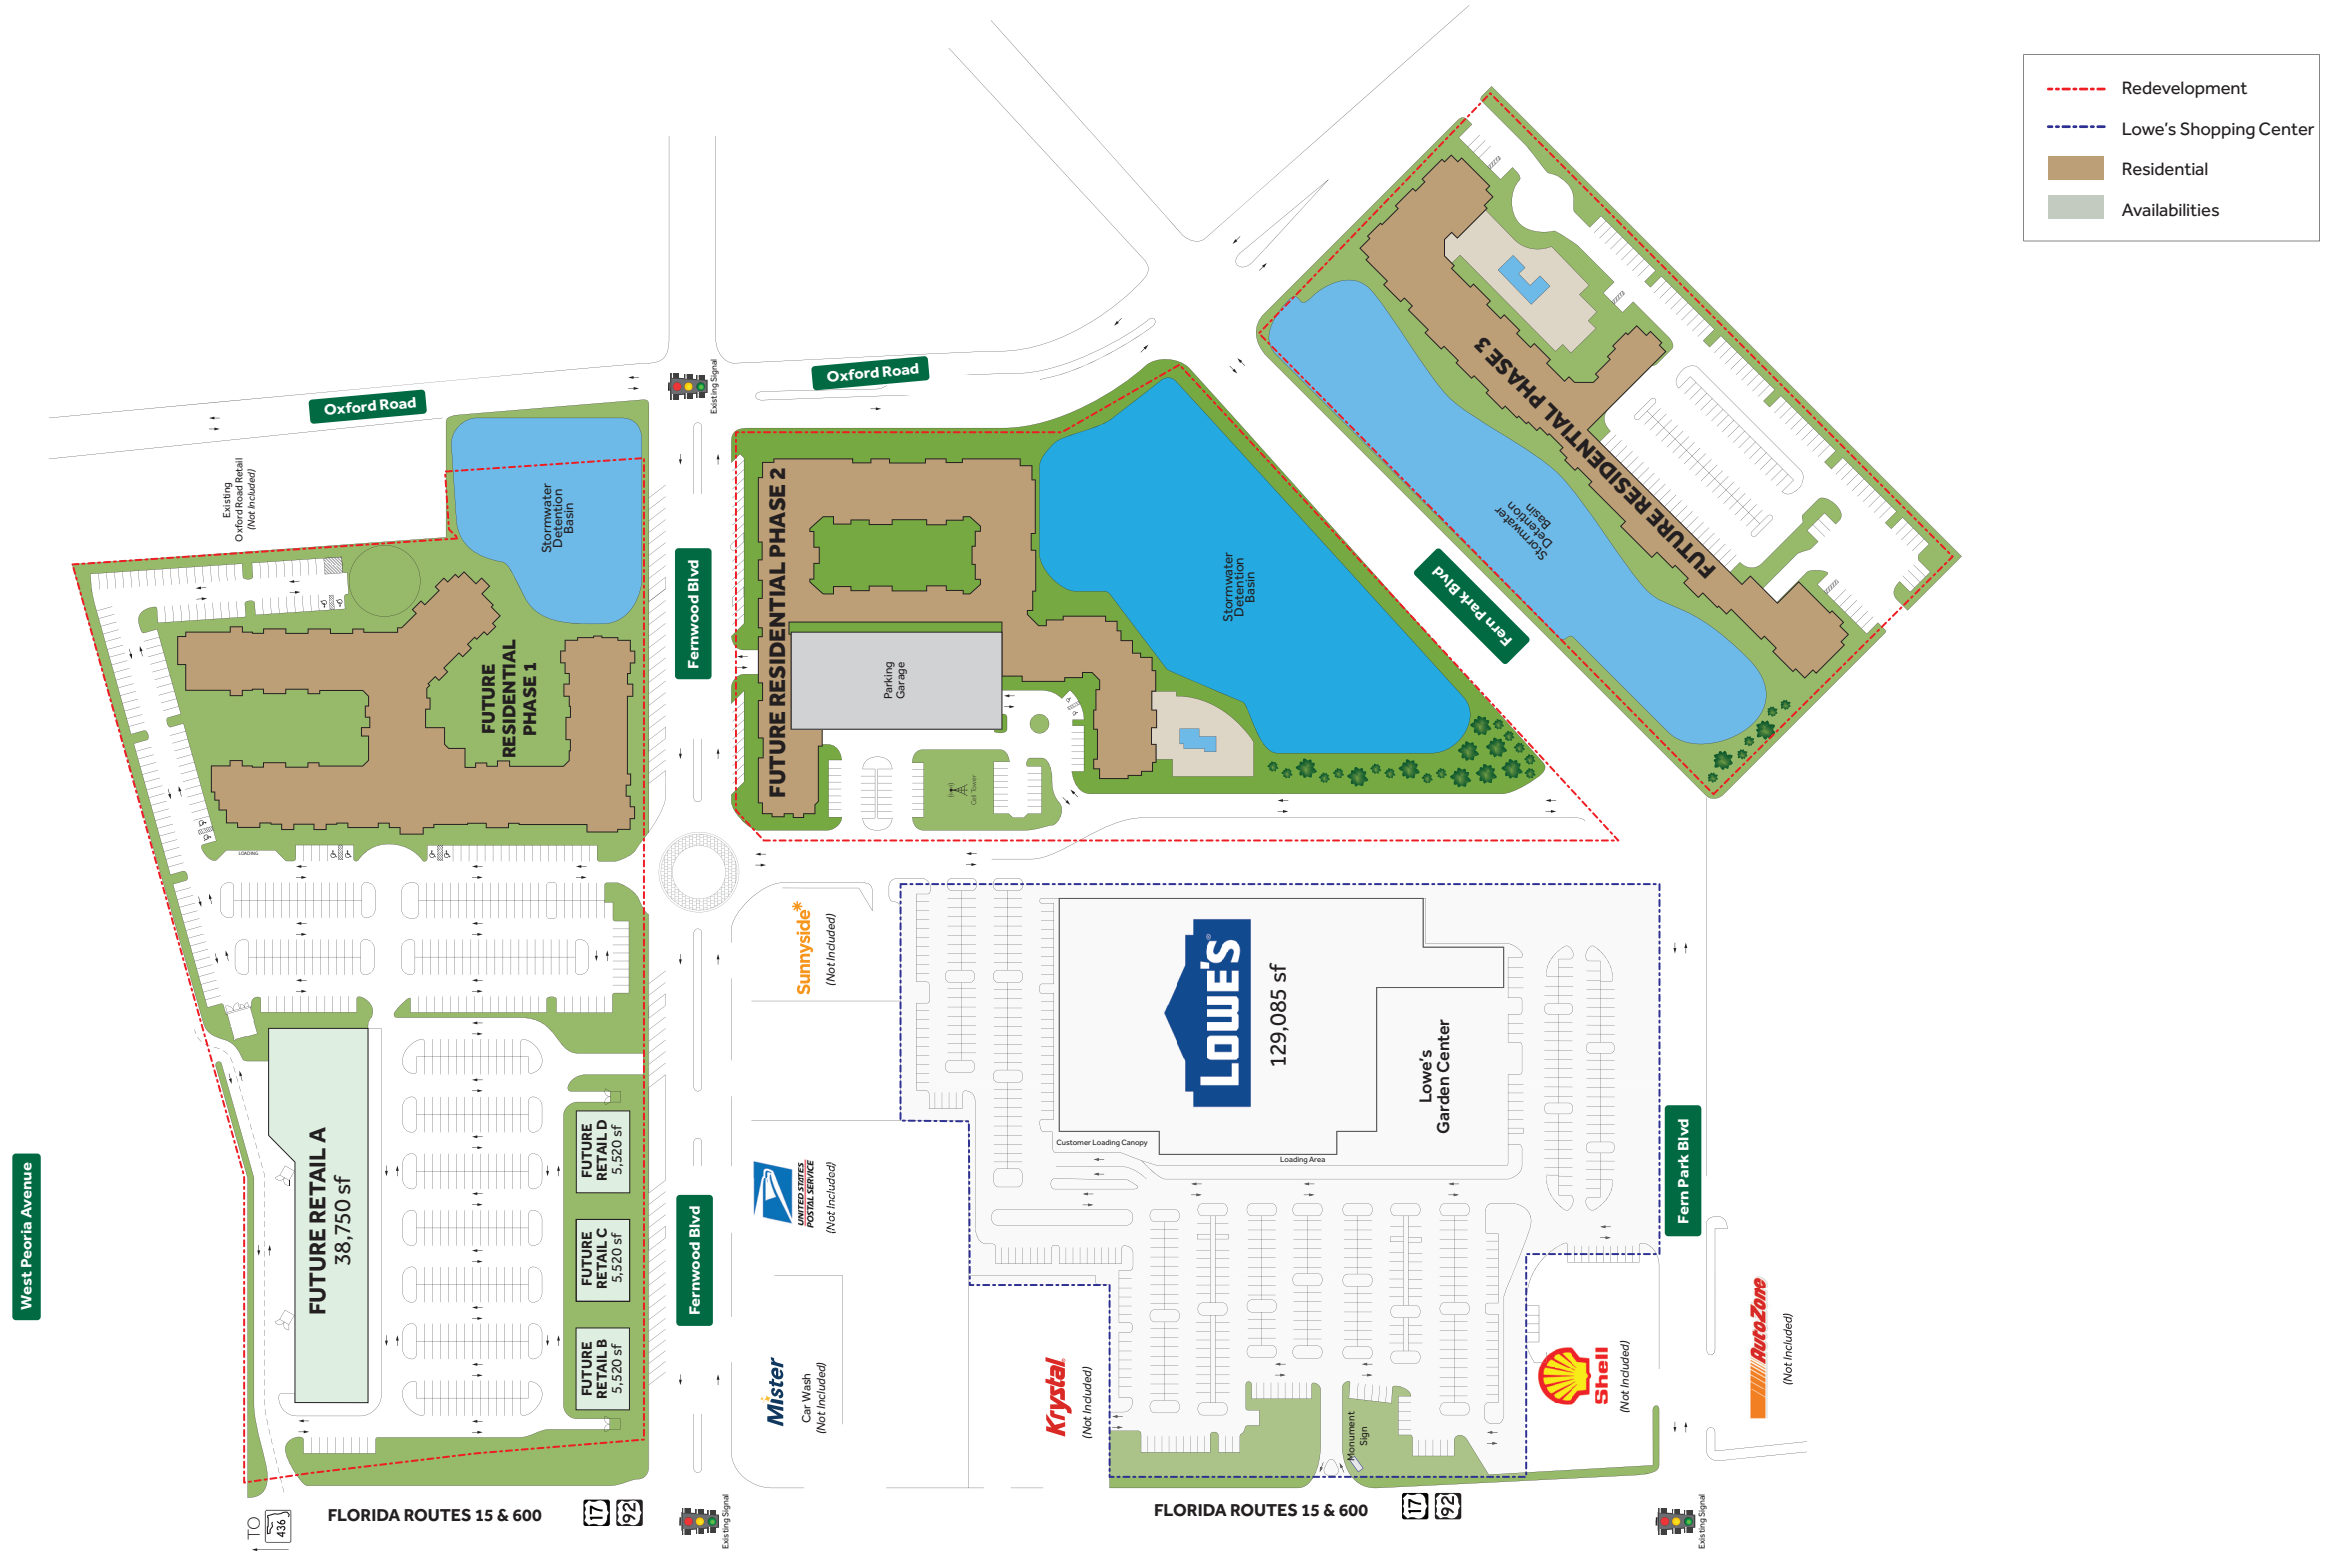 Redevelopment
Lowe's Shopping Center
Residential
Availabilities
Oxford Road
Oxford Road
Existing Signal
Existing
Oxford Road Retail
(Not Included)
Stormwater
Detention
Basin
FUTURE
RESIDENTIAL
PHASE 1
Fernwood Blvd
FUTURE RESIDENTIAL PHASE 2
Parking
Garage
Cell Tower
Stormwater
Detention
Basin
Fern Park Blvd
Stormwater
Detention
Basin
FUTURE RESIDENTIAL PHASE 3
LOADING
Sunnyside*
(Not Included)
LOWE'S®
129,085 sf
Lowe's
Garden Center
Customer Loading Canopy
Loading Area
FUTURE RETAIL A
38,750 sf
FUTURE
RETAIL D
5,520 sf
FUTURE
RETAIL C
5,520 sf
FUTURE
RETAIL B
5,520 sf
West Peoria Avenue
Fernwood Blvd
UNITED STATES
POSTAL SERVICE
(Not Included)
Mister
Car Wash
(Not Included)
Krystal
(Not Included)
Monument
Sign
Shell
(Not Included)
Fern Park Blvd
AutoZone
(Not Included)
TO
436
FLORIDA ROUTES 15 & 600
17
92
Existing Signal
FLORIDA ROUTES 15 & 600
17
92
Existing Signal